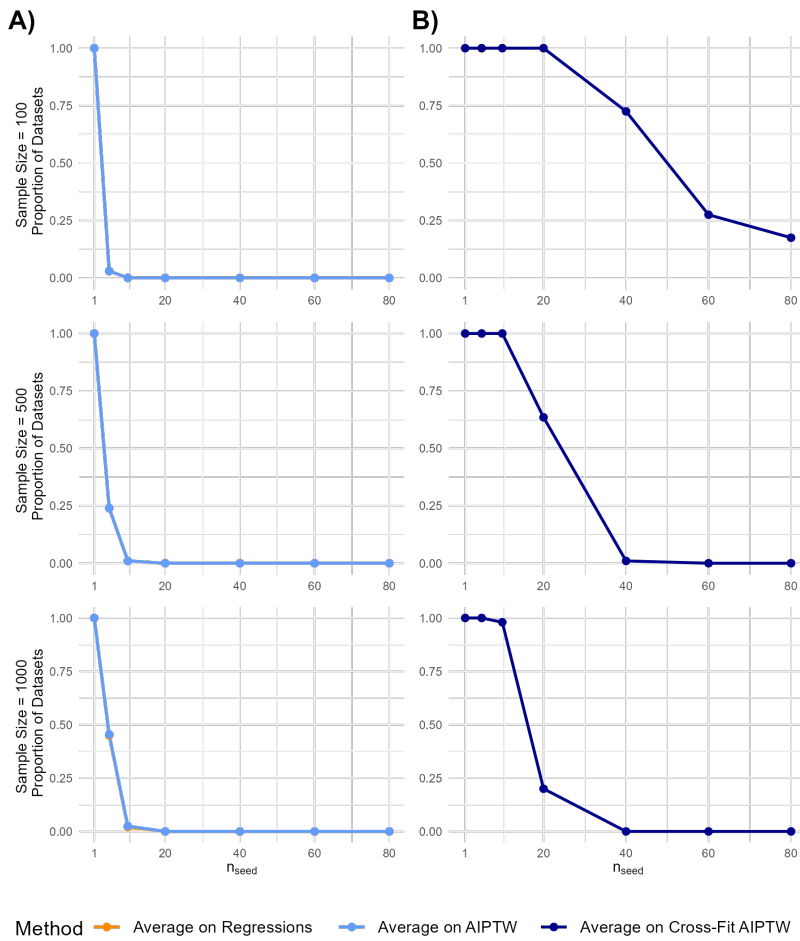 A)
B)
Sample Size = 100
Proportion of Datasets
1.00
0.75
0.50
0.25
0.00
1 20 40 60 80
1.00
0.75
0.50
0.25
0.00
1 20 40 60 80
Sample Size = 500
Proportion of Datasets
1.00
0.75
0.50
0.25
0.00
1 20 40 60 80
1.00
0.75
0.50
0.25
0.00
1 20 40 60 80
Sample Size = 1000
Proportion of Datasets
1.00
0.75
0.50
0.25
0.00
1 20 40 60 80
nseed
1.00
0.75
0.50
0.25
0.00
1 20 40 60 80
nseed
Method Average on Regressions Average on AIPTW Average on Cross-Fit AIPTW